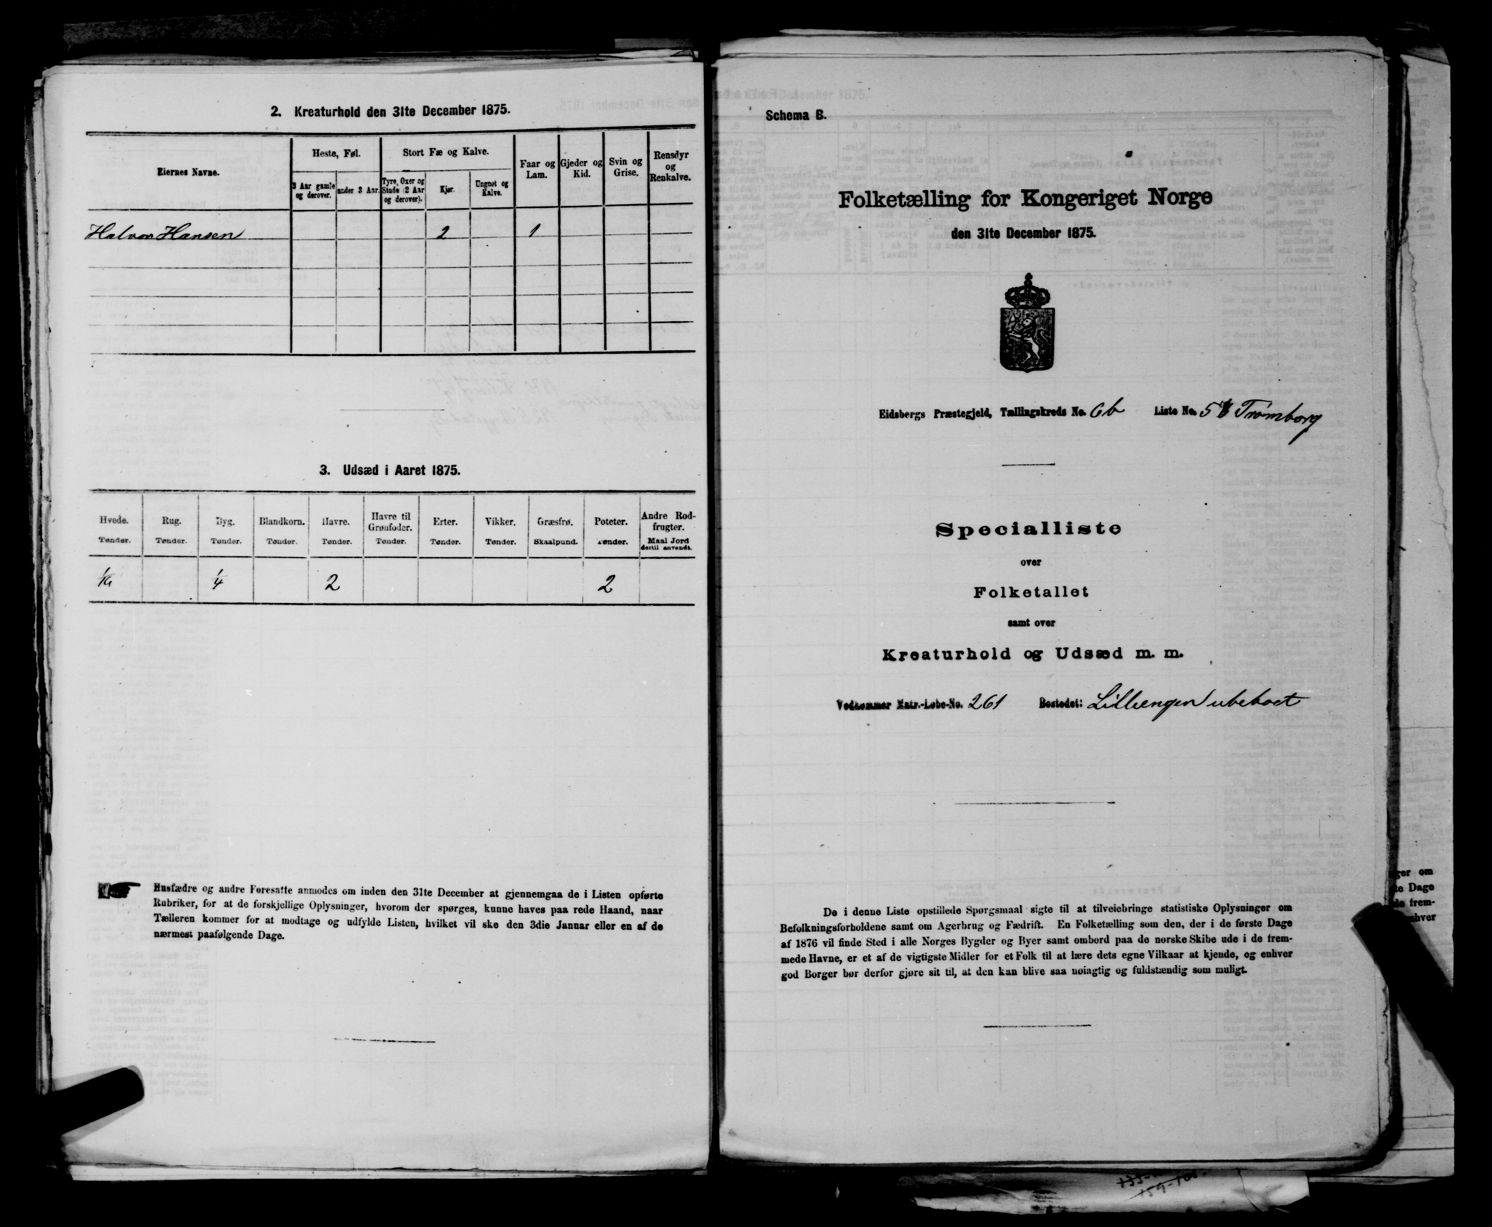 2. Kreaturhold den 31te December 1875.
Eiernes Navne. Heste, Føl. Stort Fæ og Kalve. Faar og Lam. Gjeder og Kid. Svin og Grise. Rensdyr og Renkalve.
3 Aar gamle og derover. under 3 Aar. Tyre, Oxer og Stude (2 Aar og derover). Kjør. Ungnøt og Kalve.
Halvor Hansen 2 1
3. Udsæd i Aaret 1875.
Hvede. Rug. Byg. Blandkorn. Havre. Havre til Grønfoder. Erter. Vikker. Græsfrø. Poteter. Andre Rodfrugter.
Tønder. Tønder. Tønder. Tønder. Tønder. Tønder. Tønder. Tønder. Skaalpund. Tønder. Maal Jord dertil anvendt.
1/4 2 2
Husfædre og andre Foresatte anmodes om inden den 31te December at gjennemgaa de i Listen opførte
Rubriker, for at de forskjellige Oplysninger, hvorom der spørges, kunne haves paa rede Haand, naar
Tælleren kommer for at modtage og udfylde Listen, hvilket vil ske den 3die Januar eller en af de
nærmest paafølgende Dage.
Schema B.
Folketælling for Kongeriget Norge
den 31te December 1875.
Eidsbergs Præstegjeld, Tællingskreds No. 6b Liste No. 5 Trømborg
Specialliste
over
Folketallet
samt over
Kreaturhold og Udsæd m. m.
Vedkommer Matr.-Løbe-No. 261 Bostedet: Lilleengen ubeboet
De i denne Liste opstillede Spørgsmaal sigte til at tilveiebringe statistiske Oplysninger om
Befolkningsforholdene samt om Agerbrug og Fædrift. En Folketælling som den, der i de første Dage
af 1876 vil finde Sted i alle Norges Bygder og Byer samt ombord paa de norske Skibe ude i de frem-
mede Havne, er et af de vigtigste Midler for et Folk til at lære dets egne Vilkaar at kjende, og enhver
god Borger bør derfor gjøre sit til, at den kan blive saa nøiagtig og fuldstændig som muligt.